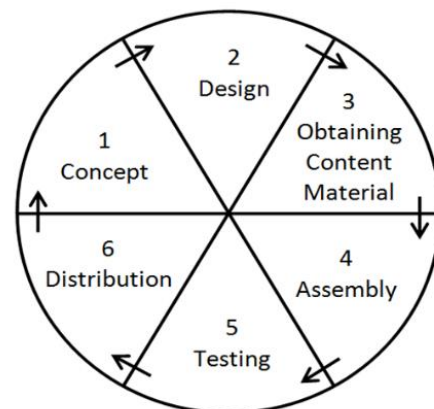 1
Concept
2
Design
3
Obtaining
Content
Material
4
Assembly
5
Testing
6
Distribution